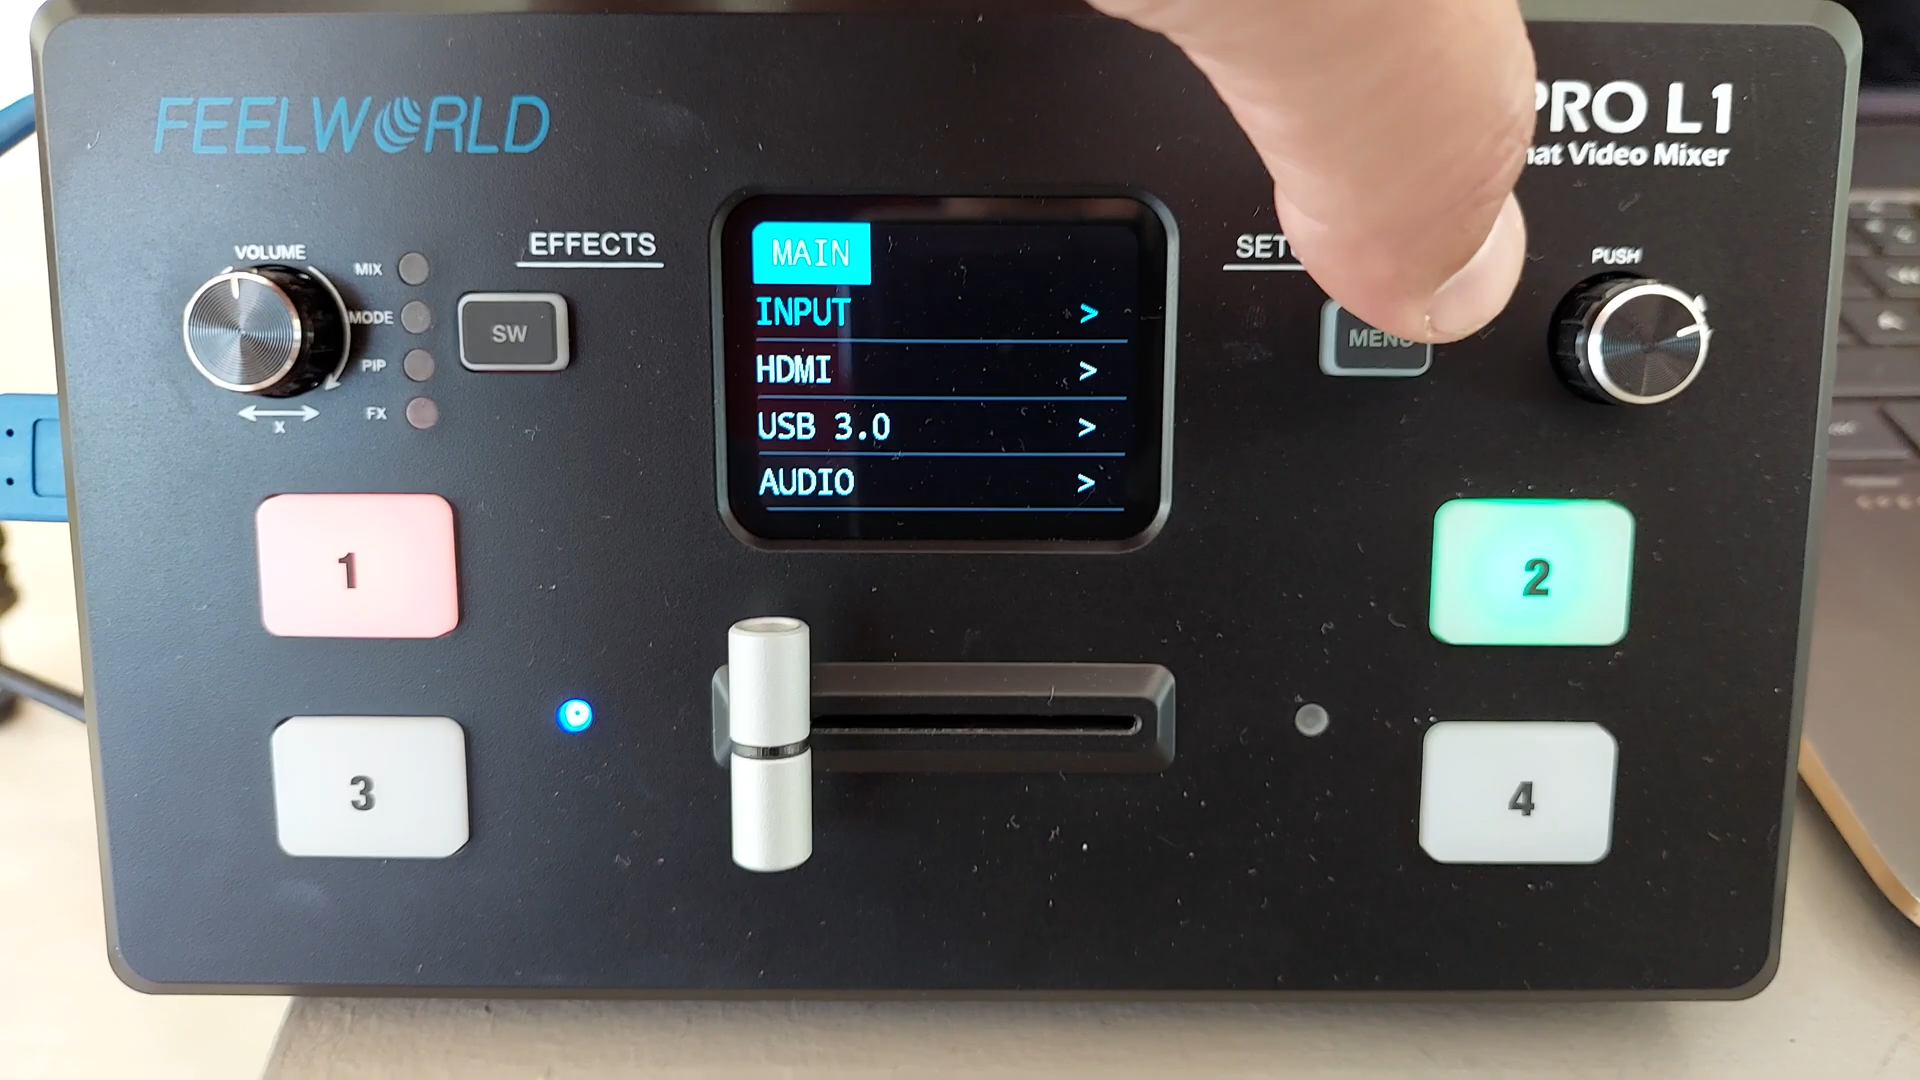 FEELWORLD
PRO L1
Video Mixer
VOLUME
MIX
MODE
PIP
FX
X
EFFECTS
SW
MAIN
INPUT >
HDMI >
USB 3.0 >
AUDIO >
MENU
PUSH
1
2
3
4